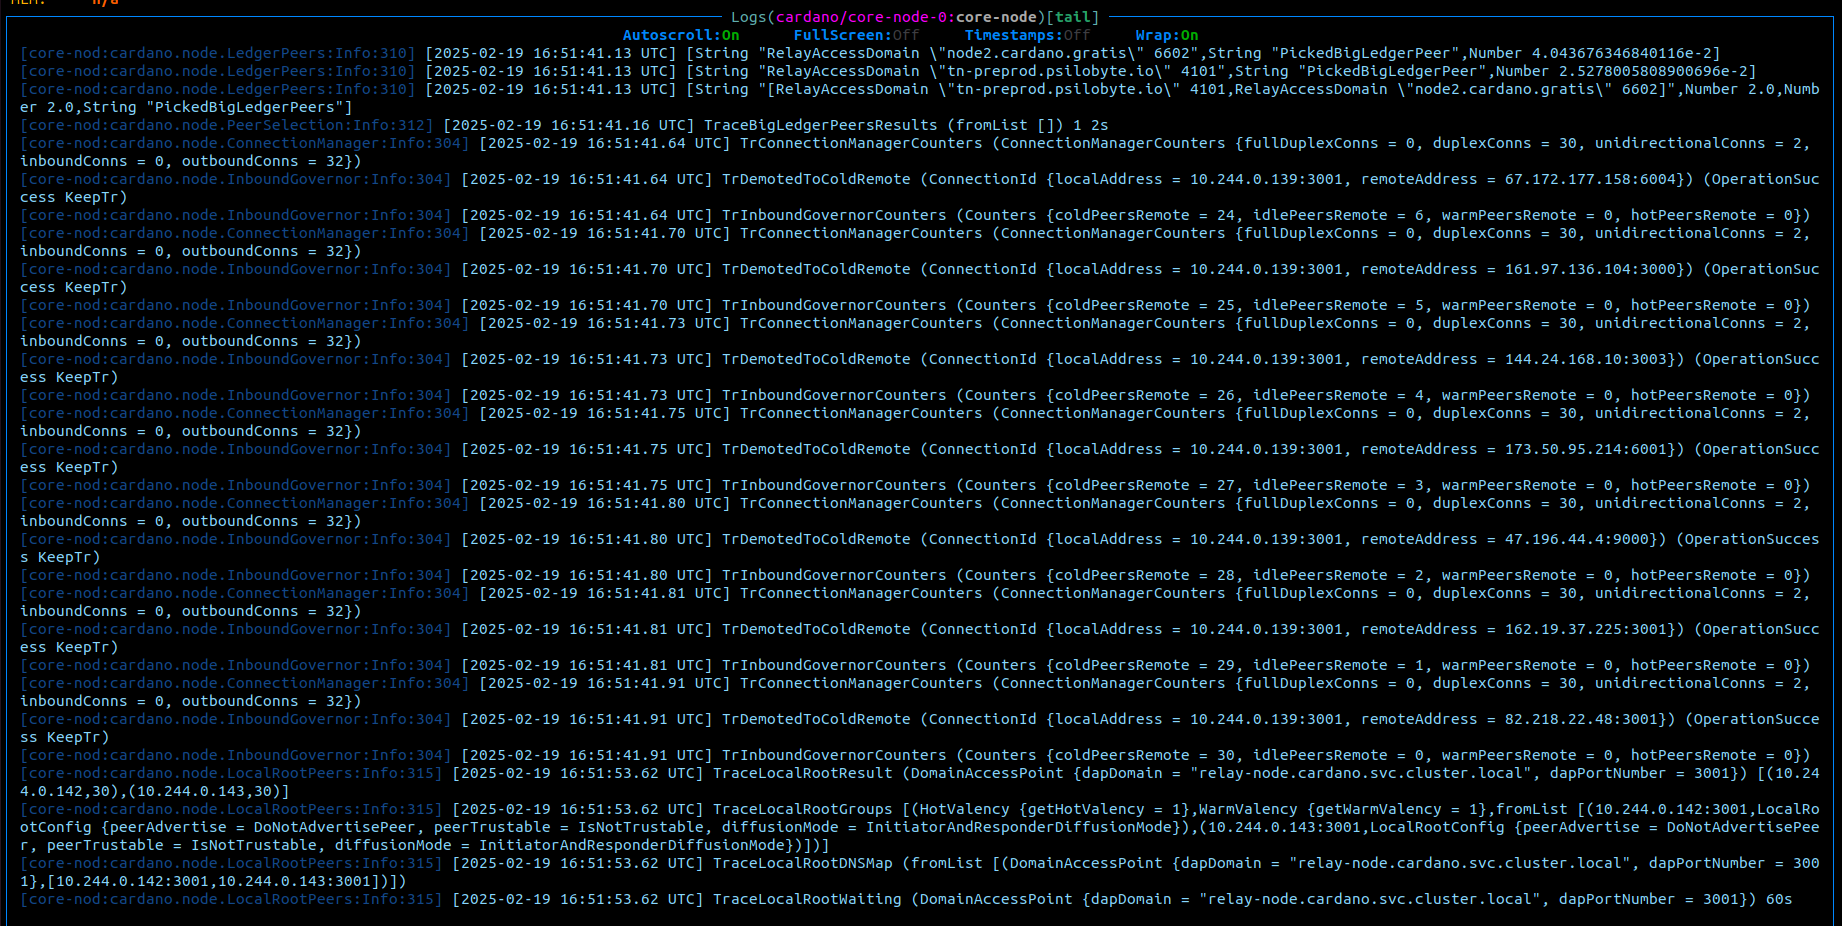 MEM: n/a
Logs(cardano/core-node-0:core-node)[tail]
Autoscroll:On FullScreen:Off Timestamps:Off Wrap:On
[core-nod:cardano.node.LedgerPeers:Info:310] [2025-02-19 16:51:41.13 UTC] [String "RelayAccessDomain \"node2.cardano.gratis\" 6602",String "PickedBigLedgerPeer",Number 4.043676346840116e-2]
[core-nod:cardano.node.LedgerPeers:Info:310] [2025-02-19 16:51:41.13 UTC] [String "RelayAccessDomain \"tn-preprod.psilobyte.io\" 4101",String "PickedBigLedgerPeer",Number 2.5278005808900696e-2]
[core-nod:cardano.node.LedgerPeers:Info:310] [2025-02-19 16:51:41.13 UTC] [String "[RelayAccessDomain \"tn-preprod.psilobyte.io\" 4101,RelayAccessDomain \"node2.cardano.gratis\" 6602]",Number 2.0,Numb
er 2.0,String "PickedBigLedgerPeers"]
[core-nod:cardano.node.PeerSelection:Info:312] [2025-02-19 16:51:41.16 UTC] TraceBigLedgerPeersResults (fromList []) 1 2s
[core-nod:cardano.node.ConnectionManager:Info:304] [2025-02-19 16:51:41.64 UTC] TrConnectionManagerCounters (ConnectionManagerCounters {fullDuplexConns = 0, duplexConns = 30, unidirectionalConns = 2,
inboundConns = 0, outboundConns = 32})
[core-nod:cardano.node.InboundGovernor:Info:304] [2025-02-19 16:51:41.64 UTC] TrDemotedToColdRemote (ConnectionId {localAddress = 10.244.0.139:3001, remoteAddress = 67.172.177.158:6004}) (OperationSuc
cess KeepTr)
[core-nod:cardano.node.InboundGovernor:Info:304] [2025-02-19 16:51:41.64 UTC] TrInboundGovernorCounters (Counters {coldPeersRemote = 24, idlePeersRemote = 6, warmPeersRemote = 0, hotPeersRemote = 0})
[core-nod:cardano.node.ConnectionManager:Info:304] [2025-02-19 16:51:41.70 UTC] TrConnectionManagerCounters (ConnectionManagerCounters {fullDuplexConns = 0, duplexConns = 30, unidirectionalConns = 2,
inboundConns = 0, outboundConns = 32})
[core-nod:cardano.node.InboundGovernor:Info:304] [2025-02-19 16:51:41.70 UTC] TrDemotedToColdRemote (ConnectionId {localAddress = 10.244.0.139:3001, remoteAddress = 161.97.136.104:3000}) (OperationSuc
cess KeepTr)
[core-nod:cardano.node.InboundGovernor:Info:304] [2025-02-19 16:51:41.70 UTC] TrInboundGovernorCounters (Counters {coldPeersRemote = 25, idlePeersRemote = 5, warmPeersRemote = 0, hotPeersRemote = 0})
[core-nod:cardano.node.ConnectionManager:Info:304] [2025-02-19 16:51:41.73 UTC] TrConnectionManagerCounters (ConnectionManagerCounters {fullDuplexConns = 0, duplexConns = 30, unidirectionalConns = 2,
inboundConns = 0, outboundConns = 32})
[core-nod:cardano.node.InboundGovernor:Info:304] [2025-02-19 16:51:41.73 UTC] TrDemotedToColdRemote (ConnectionId {localAddress = 10.244.0.139:3001, remoteAddress = 144.24.168.10:3003}) (OperationSucc
ess KeepTr)
[core-nod:cardano.node.InboundGovernor:Info:304] [2025-02-19 16:51:41.73 UTC] TrInboundGovernorCounters (Counters {coldPeersRemote = 26, idlePeersRemote = 4, warmPeersRemote = 0, hotPeersRemote = 0})
[core-nod:cardano.node.ConnectionManager:Info:304] [2025-02-19 16:51:41.75 UTC] TrConnectionManagerCounters (ConnectionManagerCounters {fullDuplexConns = 0, duplexConns = 30, unidirectionalConns = 2,
inboundConns = 0, outboundConns = 32})
[core-nod:cardano.node.InboundGovernor:Info:304] [2025-02-19 16:51:41.75 UTC] TrDemotedToColdRemote (ConnectionId {localAddress = 10.244.0.139:3001, remoteAddress = 173.50.95.214:6001}) (OperationSucc
ess KeepTr)
[core-nod:cardano.node.InboundGovernor:Info:304] [2025-02-19 16:51:41.75 UTC] TrInboundGovernorCounters (Counters {coldPeersRemote = 27, idlePeersRemote = 3, warmPeersRemote = 0, hotPeersRemote = 0})
[core-nod:cardano.node.ConnectionManager:Info:304] [2025-02-19 16:51:41.80 UTC] TrConnectionManagerCounters (ConnectionManagerCounters {fullDuplexConns = 0, duplexConns = 30, unidirectionalConns = 2,
inboundConns = 0, outboundConns = 32})
[core-nod:cardano.node.InboundGovernor:Info:304] [2025-02-19 16:51:41.80 UTC] TrDemotedToColdRemote (ConnectionId {localAddress = 10.244.0.139:3001, remoteAddress = 47.196.44.4:9000}) (OperationSucces
s KeepTr)
[core-nod:cardano.node.InboundGovernor:Info:304] [2025-02-19 16:51:41.80 UTC] TrInboundGovernorCounters (Counters {coldPeersRemote = 28, idlePeersRemote = 2, warmPeersRemote = 0, hotPeersRemote = 0})
[core-nod:cardano.node.ConnectionManager:Info:304] [2025-02-19 16:51:41.81 UTC] TrConnectionManagerCounters (ConnectionManagerCounters {fullDuplexConns = 0, duplexConns = 30, unidirectionalConns = 2,
inboundConns = 0, outboundConns = 32})
[core-nod:cardano.node.InboundGovernor:Info:304] [2025-02-19 16:51:41.81 UTC] TrDemotedToColdRemote (ConnectionId {localAddress = 10.244.0.139:3001, remoteAddress = 162.19.37.225:3001}) (OperationSucc
ess KeepTr)
[core-nod:cardano.node.InboundGovernor:Info:304] [2025-02-19 16:51:41.81 UTC] TrInboundGovernorCounters (Counters {coldPeersRemote = 29, idlePeersRemote = 1, warmPeersRemote = 0, hotPeersRemote = 0})
[core-nod:cardano.node.ConnectionManager:Info:304] [2025-02-19 16:51:41.91 UTC] TrConnectionManagerCounters (ConnectionManagerCounters {fullDuplexConns = 0, duplexConns = 30, unidirectionalConns = 2,
inboundConns = 0, outboundConns = 32})
[core-nod:cardano.node.InboundGovernor:Info:304] [2025-02-19 16:51:41.91 UTC] TrDemotedToColdRemote (ConnectionId {localAddress = 10.244.0.139:3001, remoteAddress = 82.218.22.48:3001}) (OperationSucce
ss KeepTr)
[core-nod:cardano.node.InboundGovernor:Info:304] [2025-02-19 16:51:41.91 UTC] TrInboundGovernorCounters (Counters {coldPeersRemote = 30, idlePeersRemote = 0, warmPeersRemote = 0, hotPeersRemote = 0})
[core-nod:cardano.node.LocalRootPeers:Info:315] [2025-02-19 16:51:53.62 UTC] TraceLocalRootResult (DomainAccessPoint {dapDomain = "relay-node.cardano.svc.cluster.local", dapPortNumber = 3001}) [(10.24
4.0.142,30),(10.244.0.143,30)]
[core-nod:cardano.node.LocalRootPeers:Info:315] [2025-02-19 16:51:53.62 UTC] TraceLocalRootGroups [(HotValency {getHotValency = 1},WarmValency {getWarmValency = 1},fromList [(10.244.0.142:3001,LocalRo
otConfig {peerAdvertise = DoNotAdvertisePeer, peerTrustable = IsNotTrustable, diffusionMode = InitiatorAndResponderDiffusionMode}),(10.244.0.143:3001,LocalRootConfig {peerAdvertise = DoNotAdvertisePee
r, peerTrustable = IsNotTrustable, diffusionMode = InitiatorAndResponderDiffusionMode})])]
[core-nod:cardano.node.LocalRootPeers:Info:315] [2025-02-19 16:51:53.62 UTC] TraceLocalRootDNSMap (fromList [(DomainAccessPoint {dapDomain = "relay-node.cardano.svc.cluster.local", dapPortNumber = 300
1},[10.244.0.142:3001,10.244.0.143:3001])])
[core-nod:cardano.node.LocalRootPeers:Info:315] [2025-02-19 16:51:53.62 UTC] TraceLocalRootWaiting (DomainAccessPoint {dapDomain = "relay-node.cardano.svc.cluster.local", dapPortNumber = 3001}) 60s